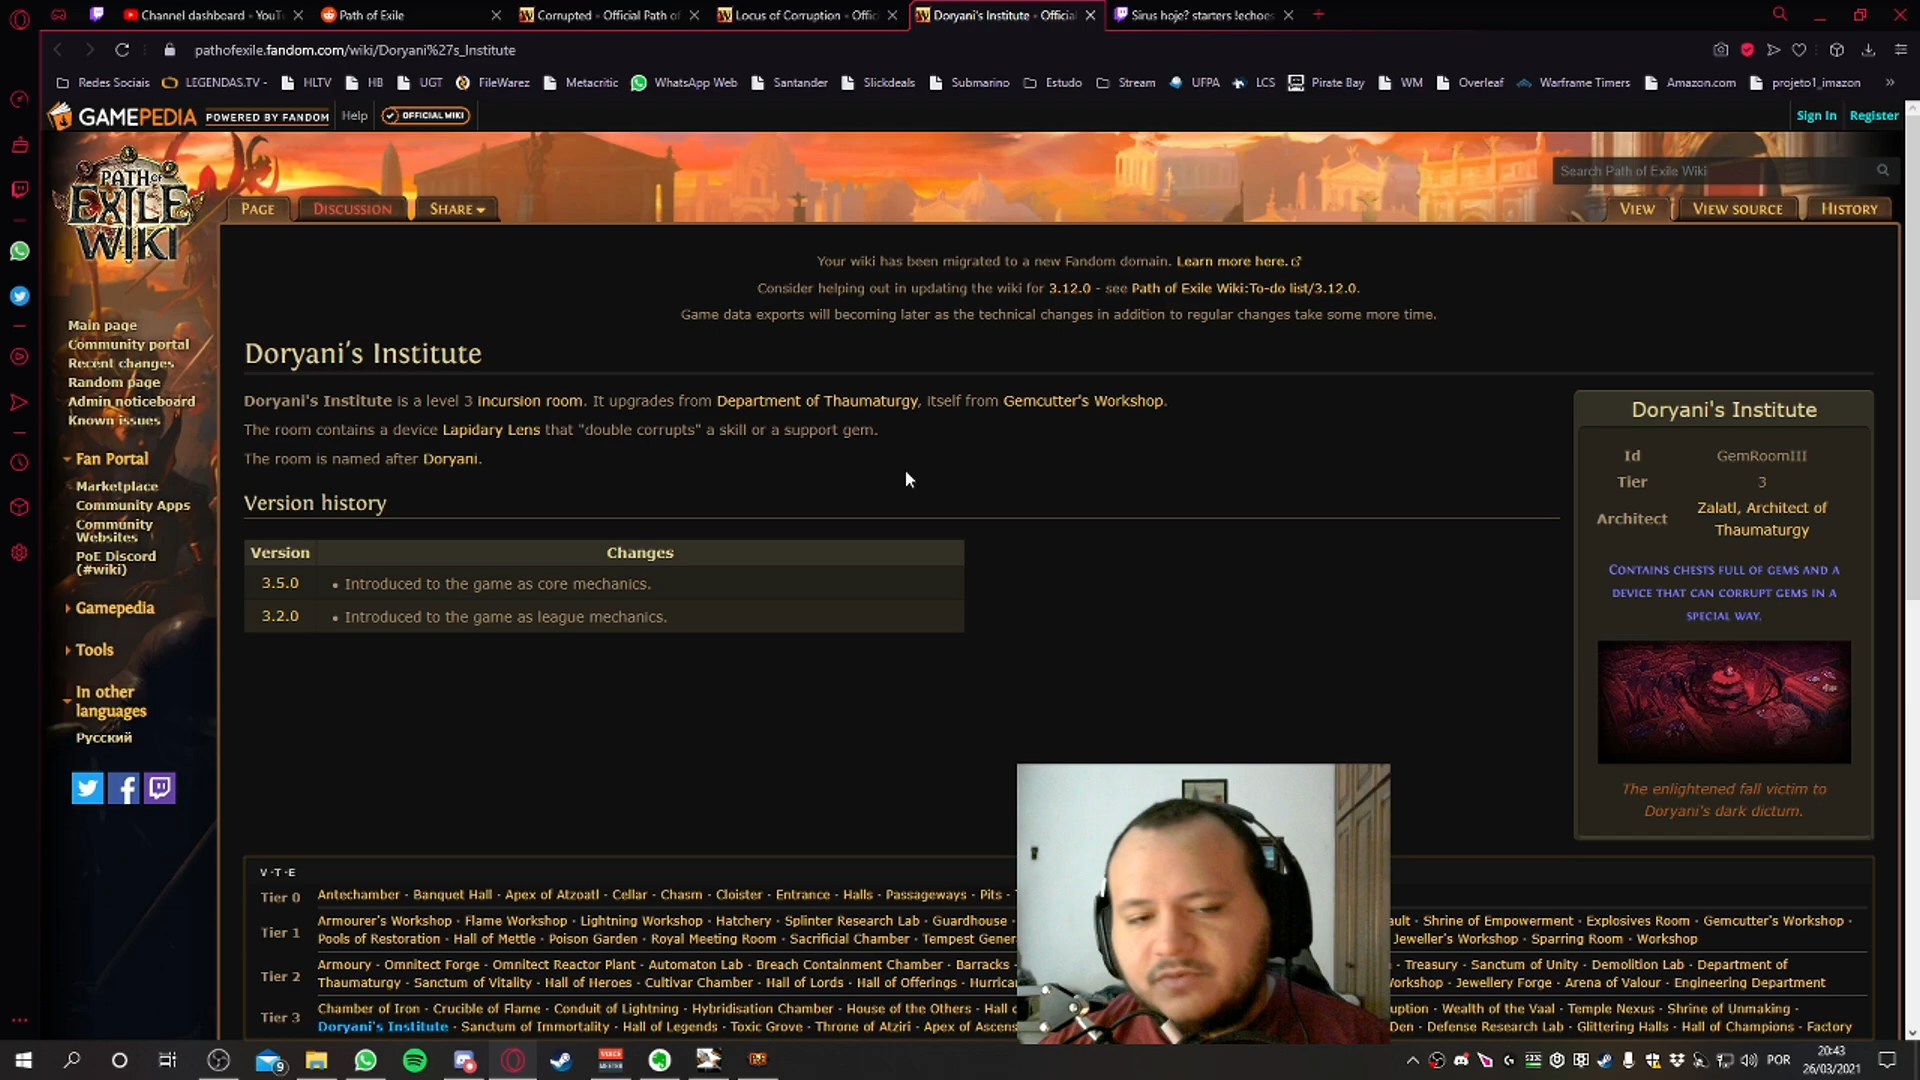 Channel dashboard - YouT
Path of Exile
Corrupted - Official Path of
Locus of Corruption - Offic
Doryani's Institute - Official
Sirus hoje? starters !echoes
pathofexile.fandom.com/wiki/Doryani%27s_Institute
Redes Sociais
LEGENDAS.TV -
HLTV
HB
UGT
FileWarez
Metacritic
WhatsApp Web
Santander
Slickdeals
Submarino
Estudo
Stream
UFPA
LCS
Pirate Bay
WM
Overleaf
Warframe Timers
Amazon.com
projeto1_imazon
GAMEPEDIA POWERED BY FANDOM
Help
OFFICIAL WIKI
Sign In
Register
PATH OF
EXILE
WIKI
Search Path of Exile Wiki
PAGE
DISCUSSION
SHARE
VIEW
VIEW SOURCE
HISTORY
Your wiki has been migrated to a new Fandom domain. Learn more here.
Consider helping out in updating the wiki for 3.12.0 - see Path of Exile Wiki:To-do list/3.12.0.
Game data exports will becoming later as the technical changes in addition to regular changes take some more time.
Main page
Community portal
Recent changes
Random page
Admin noticeboard
Known issues
Fan Portal
Marketplace
Community Apps
Community
Websites
PoE Discord
(#wiki)
Gamepedia
Tools
In other
languages
Русский
Doryani's Institute
Doryani's Institute is a level 3 incursion room. It upgrades from Department of Thaumaturgy, itself from Gemcutter's Workshop.
The room contains a device Lapidary Lens that "double corrupts" a skill or a support gem.
The room is named after Doryani.
Version history
Version Changes
3.5.0 • Introduced to the game as core mechanics.
3.2.0 • Introduced to the game as league mechanics.
Doryani's Institute
Id GemRoomIII
Tier 3
Architect Zalatl, Architect of
Thaumaturgy
CONTAINS CHESTS FULL OF GEMS AND A
DEVICE THAT CAN CORRUPT GEMS IN A
SPECIAL WAY.
The enlightened fall victim to
Doryani's dark dictum.
V · T · E
Tier 0 Antechamber · Banquet Hall · Apex of Atzoatl · Cellar · Chasm · Cloister · Entrance · Halls · Passageways · Pits ·
Tier 1 Armourer's Workshop · Flame Workshop · Lightning Workshop · Hatchery · Splinter Research Lab · Guardhouse · ault · Shrine of Empowerment · Explosives Room · Gemcutter's Workshop ·
Pools of Restoration · Hall of Mettle · Poison Garden · Royal Meeting Room · Sacrificial Chamber · Tempest Gener Jeweller's Workshop · Sparring Room · Workshop
Tier 2 Armoury · Omnitect Forge · Omnitect Reactor Plant · Automaton Lab · Breach Containment Chamber · Barracks · Treasury · Sanctum of Unity · Demolition Lab · Department of
Thaumaturgy · Sanctum of Vitality · Hall of Heroes · Cultivar Chamber · Hall of Lords · Hall of Offerings · Hurrica orkshop · Jewellery Forge · Arena of Valour · Engineering Department
Tier 3 Chamber of Iron · Crucible of Flame · Conduit of Lightning · Hybridisation Chamber · House of the Others · Hall o ption · Wealth of the Vaal · Temple Nexus · Shrine of Unmaking ·
Doryani's Institute · Sanctum of Immortality · Hall of Legends · Toxic Grove · Throne of Atziri · Apex of Ascens Den · Defense Research Lab · Glittering Halls · Hall of Champions · Factory
9
POR
20:43
26/03/2021